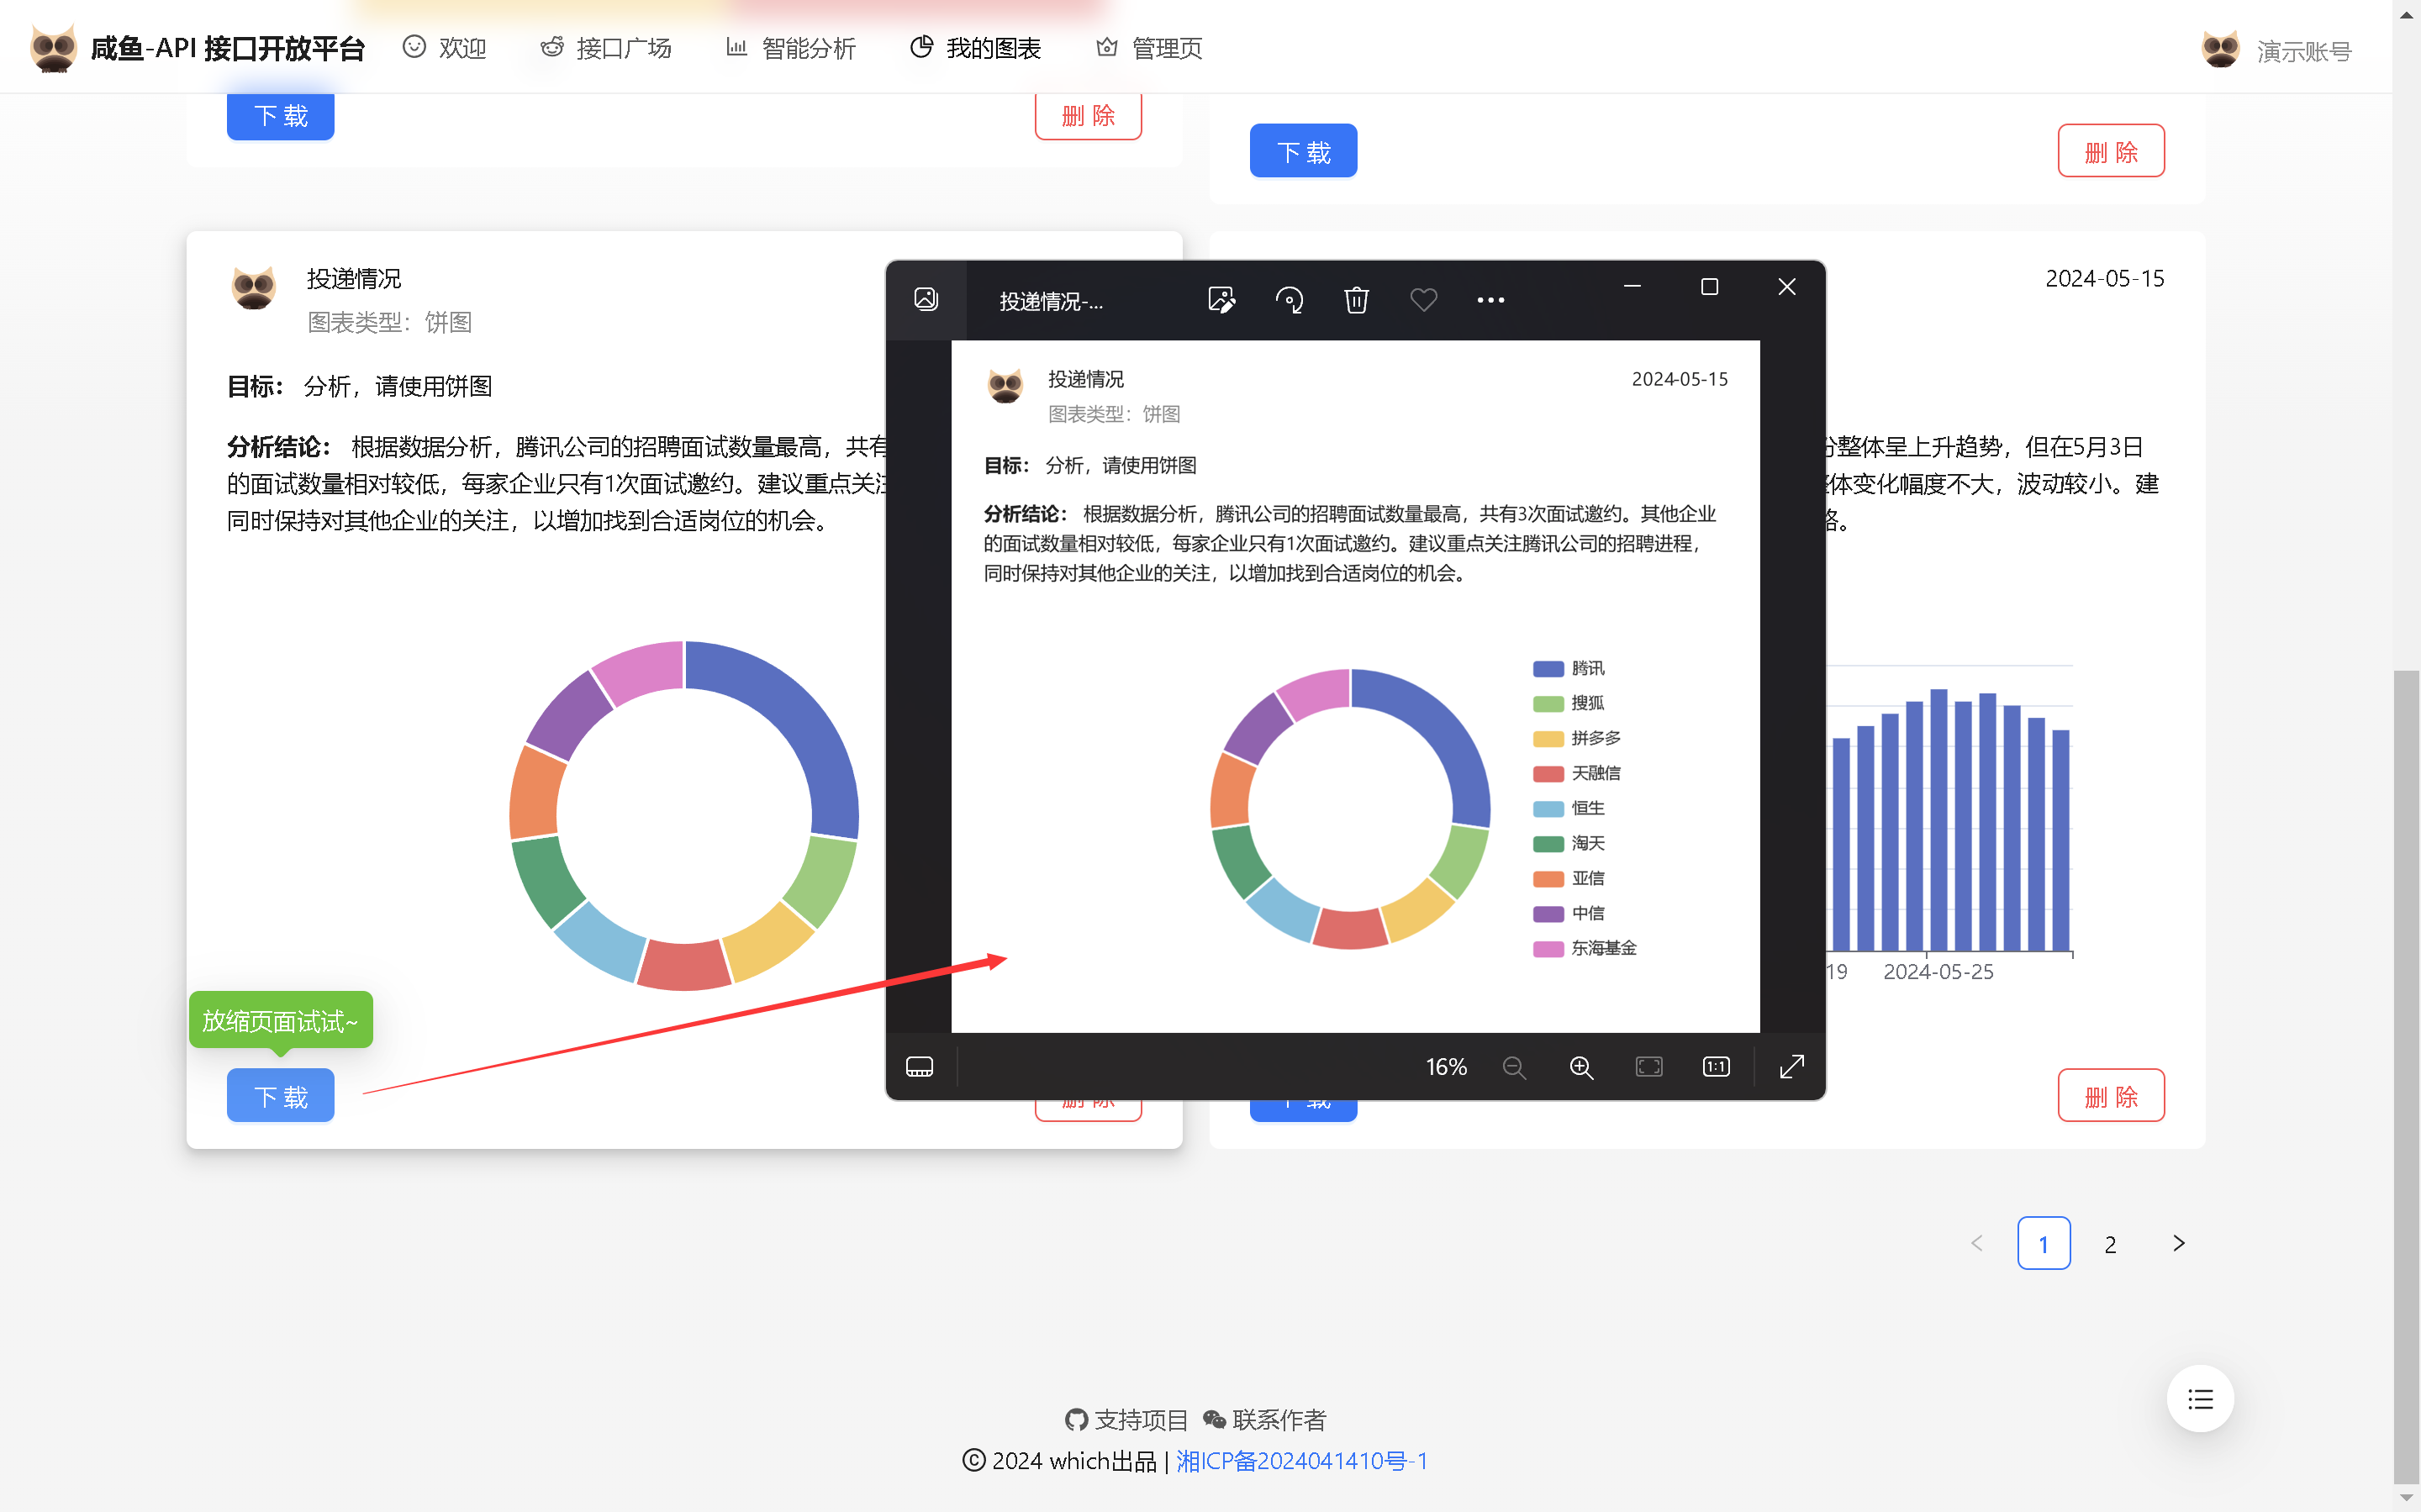 咸鱼-API 接口开放平台
欢迎
接口广场
智能分析
我的图表
管理页
演示账号
下 载
删 除
下 载
删 除
投递情况
图表类型：饼图
目标： 分析，请使用饼图
分析结论： 根据数据分析，腾讯公司的招聘面试数量最高，共有
的面试数量相对较低，每家企业只有1次面试邀约。建议重点关注
同时保持对其他企业的关注，以增加找到合适岗位的机会。
放缩页面试试~
下 载
删 除
投递情况-...
投递情况
2024-05-15
图表类型：饼图
目标： 分析，请使用饼图
分析结论： 根据数据分析，腾讯公司的招聘面试数量最高，共有3次面试邀约。其他企业
的面试数量相对较低，每家企业只有1次面试邀约。建议重点关注腾讯公司的招聘进程，
同时保持对其他企业的关注，以增加找到合适岗位的机会。
腾讯
搜狐
拼多多
天融信
恒生
淘天
亚信
中信
东海基金
16%
1:1
2024-05-15
份整体呈上升趋势，但在5月3日
整体变化幅度不大，波动较小。建
略。
19
2024-05-25
下 载
删 除
1
2
支持项目
联系作者
© 2024 which出品 | 湘ICP备2024041410号-1